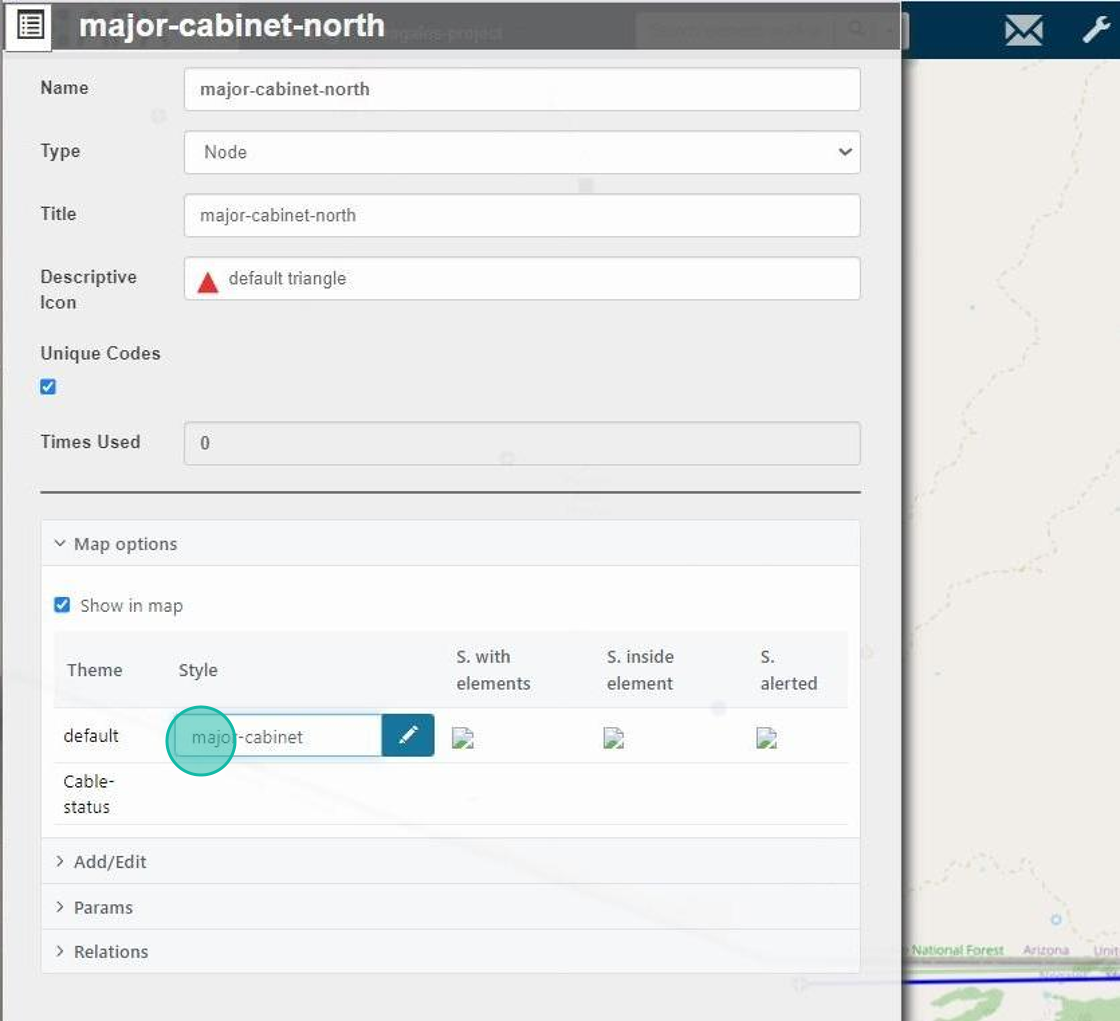 major-cabinet-north
Name
major-cabinet-north
Type
Node
Title
major-cabinet-north
Descriptive
Icon
default triangle
Unique Codes
Times Used
0
Map options
Show in map
Theme
Style
S. with
elements
S. inside
element
S.
alerted
default
major-cabinet
Cable-
status
Add/Edit
Params
Relations
National Forest
Arizona
Unit